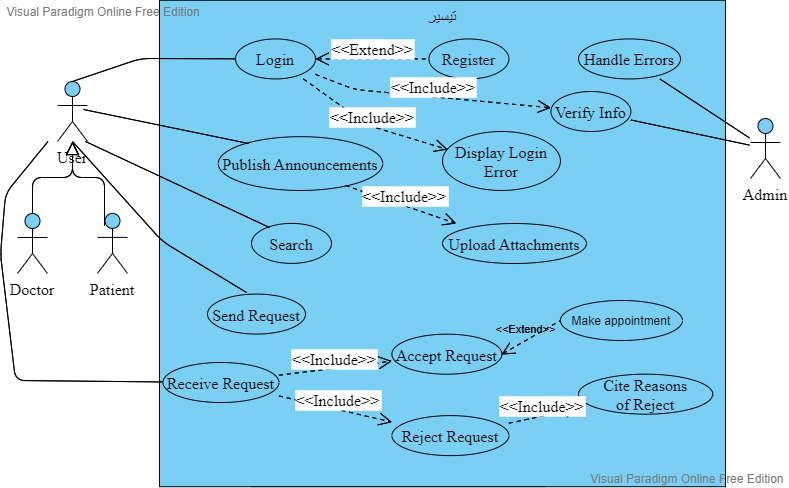 Visual Paradigm Online Free Edition
تيسير
Login
<<Extend>>
Register
Handle Errors
<<Include>>
Verify Info
<<Include>>
User
Publish Announcements
Display Login
Error
Admin
<<Include>>
Search
Upload Attachments
Doctor
Patient
Send Request
Make appointment
<<Extend>>
<<Include>>
Accept Request
Receive Request
Cite Reasons
of Reject
<<Include>>
<<Include>>
Reject Request
Visual Paradigm Online Free Edition